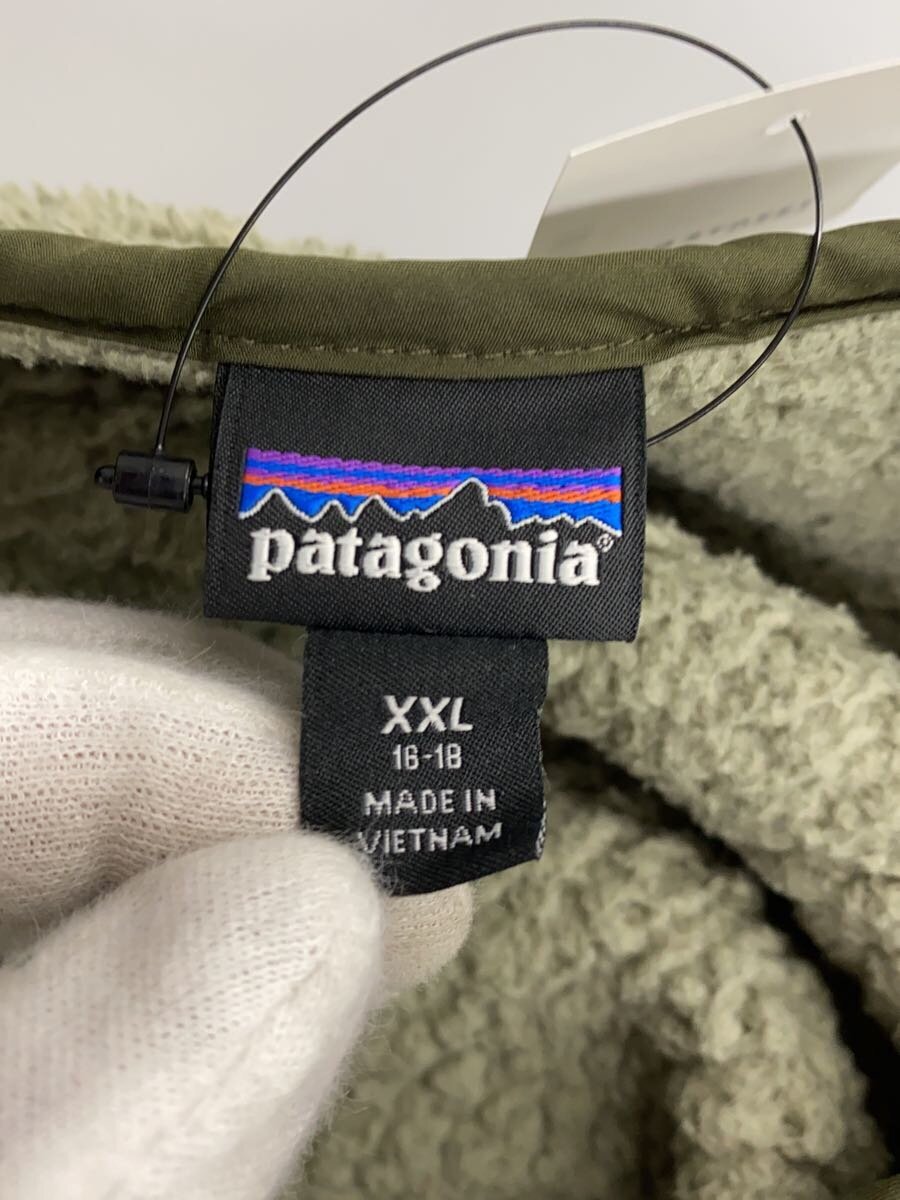 patagonia®
XXL
16-18
MADE IN
VIETNAM